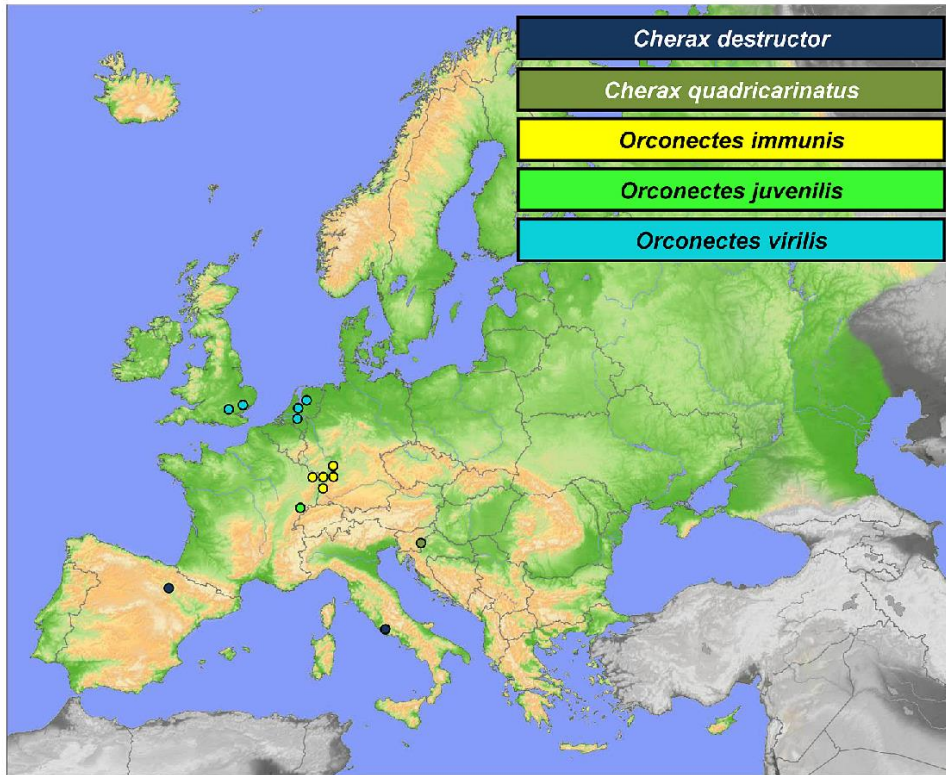 Cherax destructor
Cherax quadricarinatus
Orconectes immunis
Orconectes juvenilis
Orconectes virilis